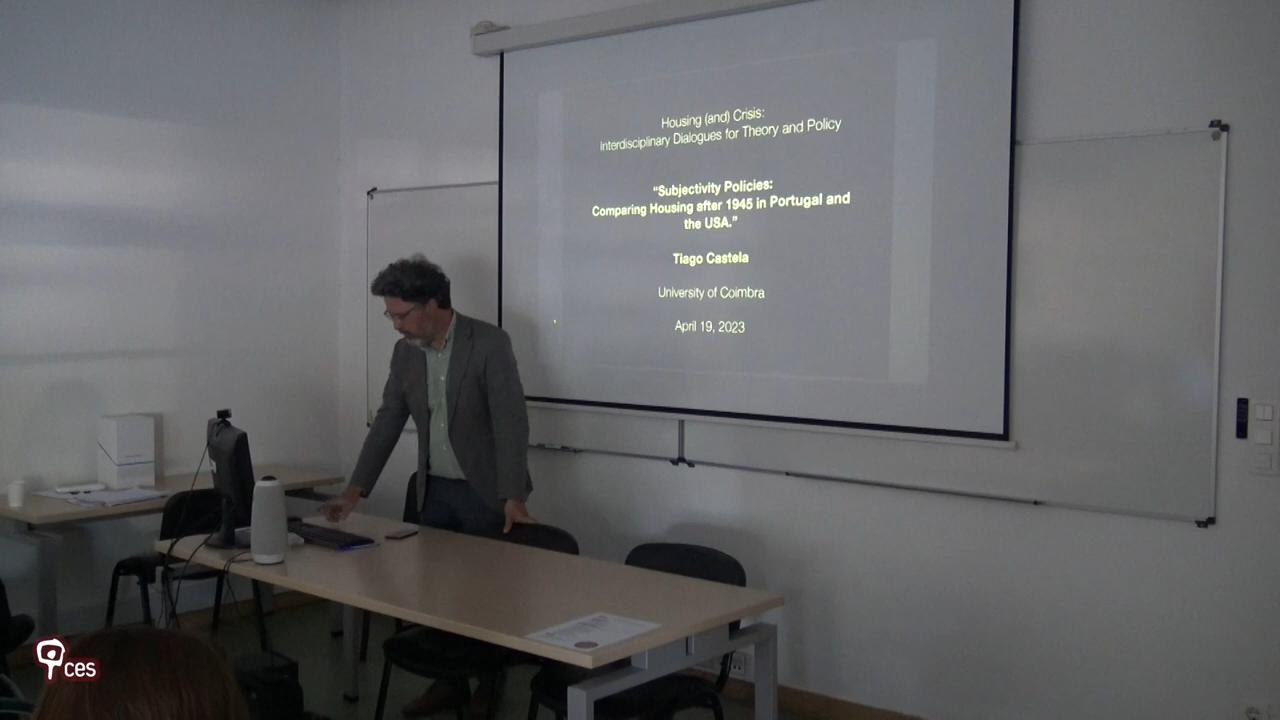 Housing (and) Crisis:
Interdisciplinary Dialogues for Theory and Policy
“Subjectivity Policies:
Comparing Housing after 1945 in Portugal and
the USA.”
Tiago Castela
University of Coimbra
April 19, 2023
ces